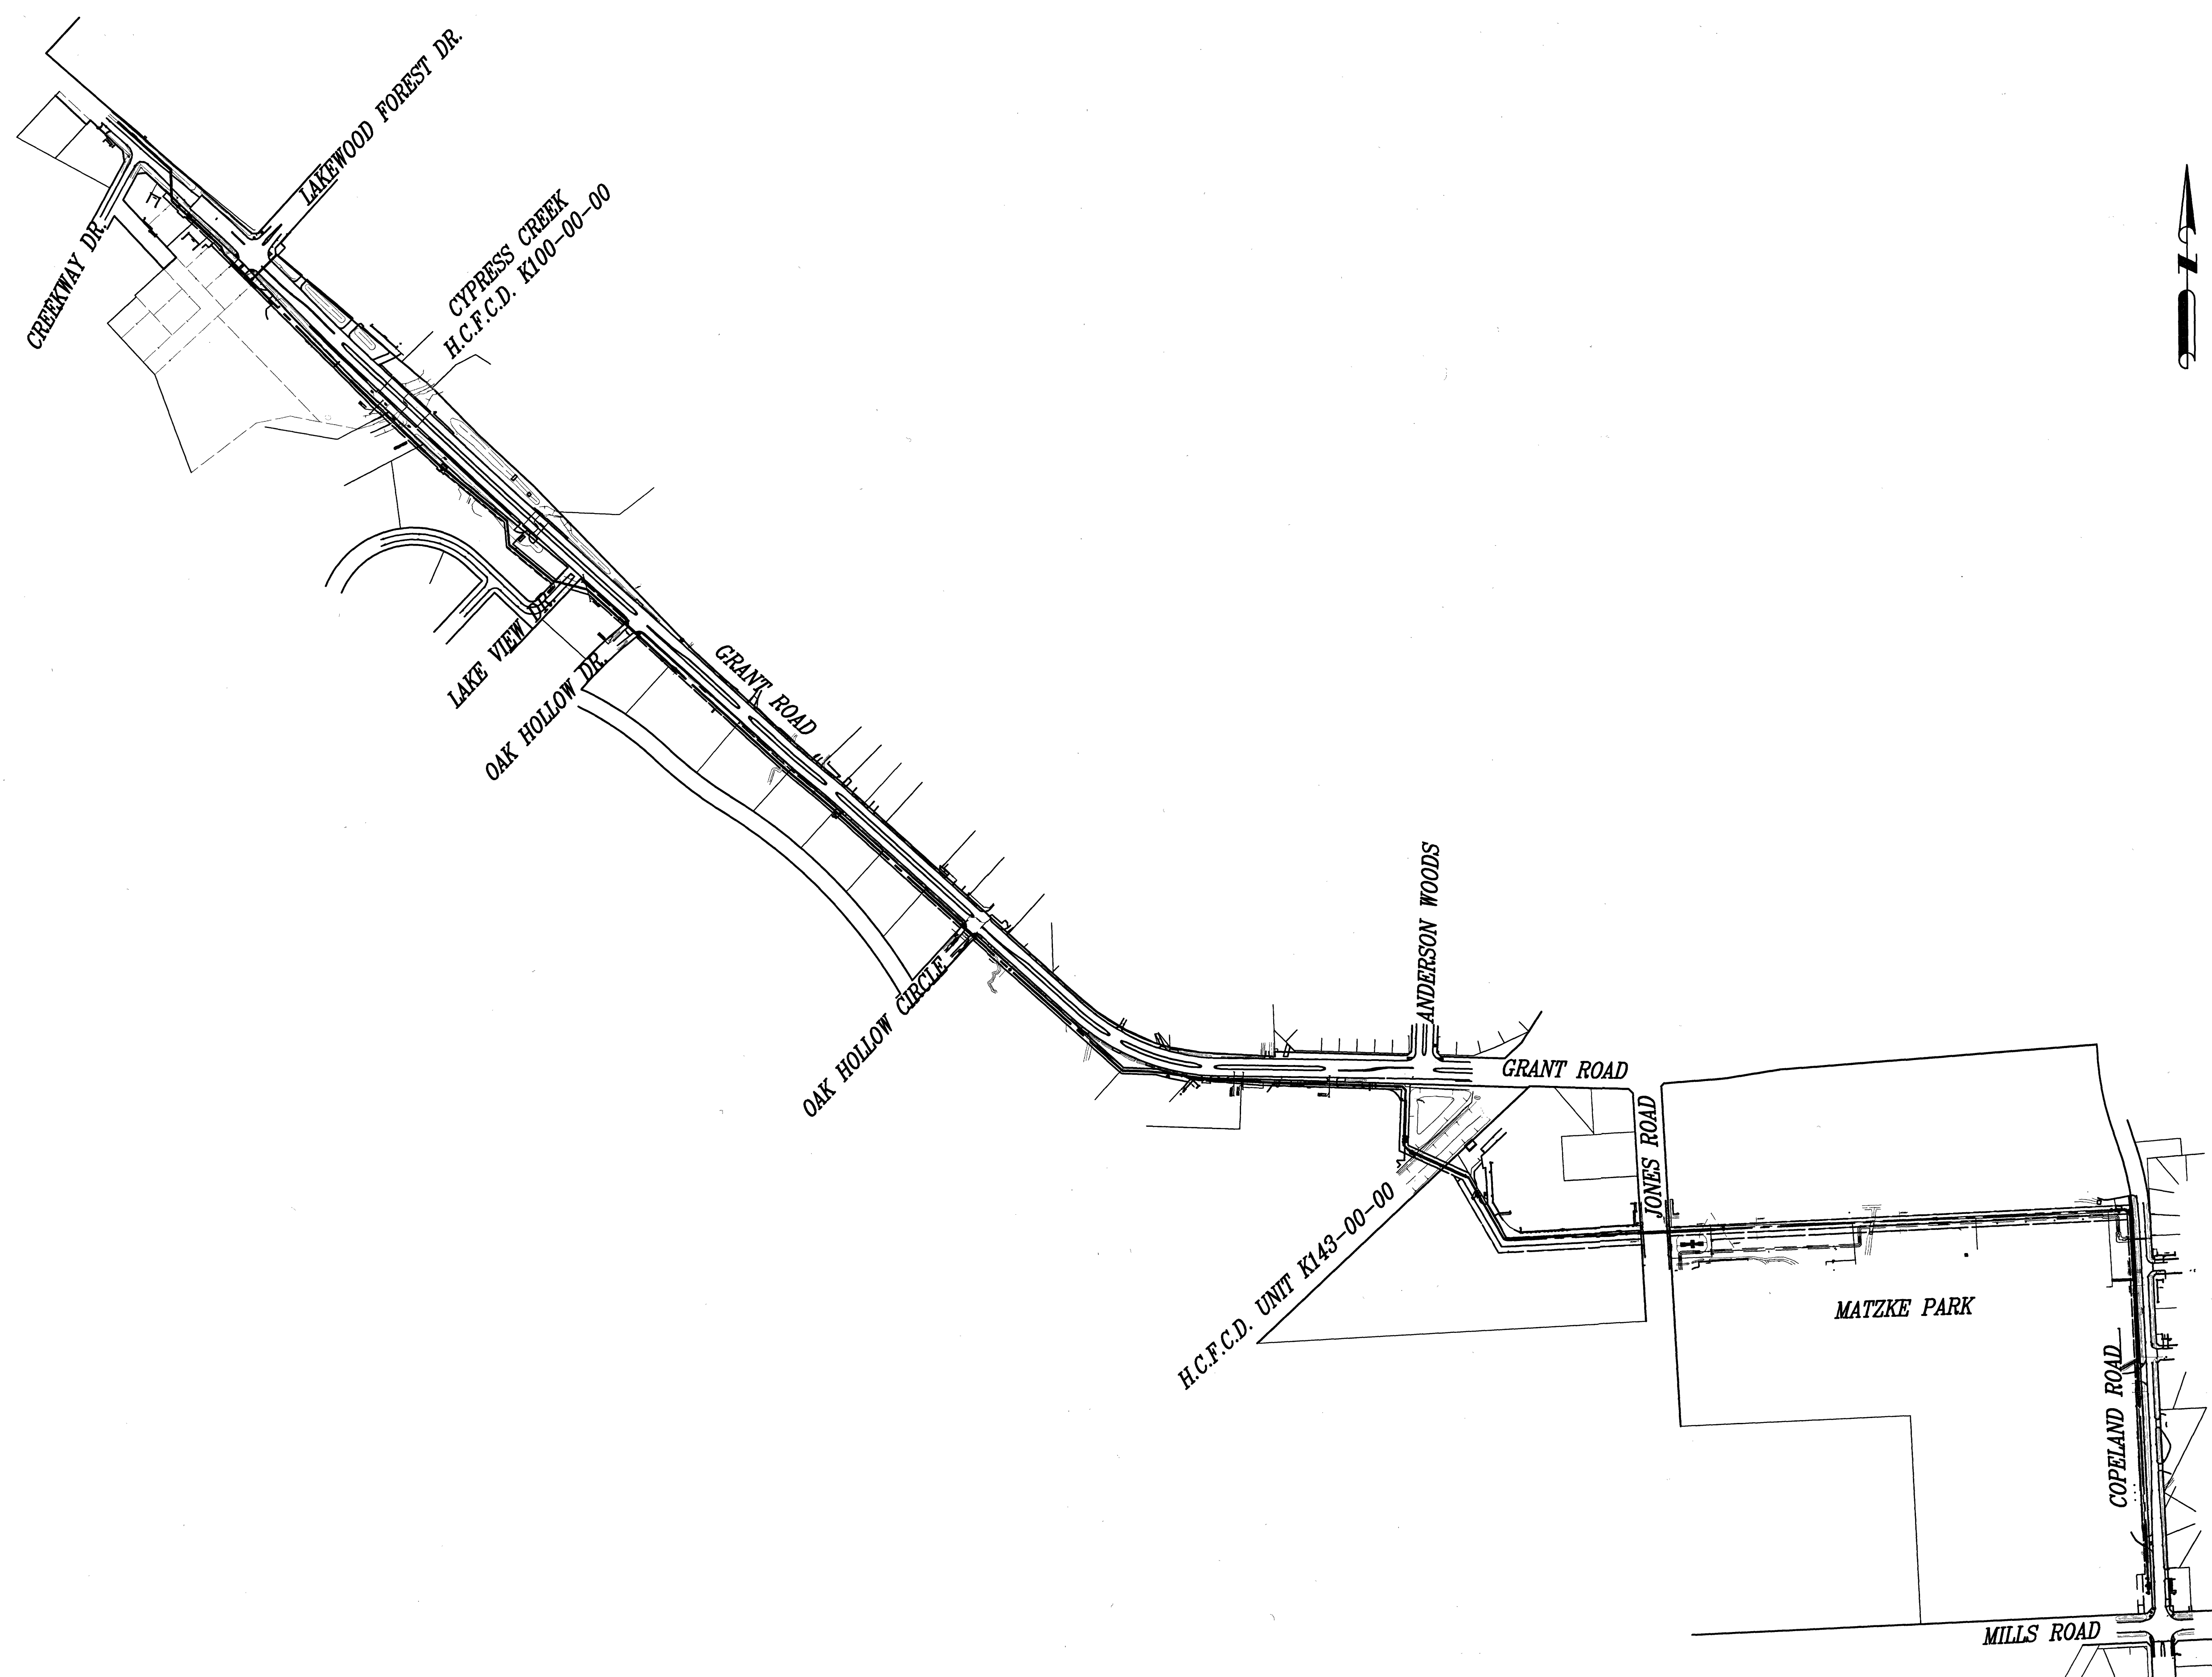 LAKEWOOD FOREST DR.
CREEKWAY DR.
CYPRESS CREEK
H.C.F.C.D. K100-00-00
N
LAKE VIEW DR.
OAK HOLLOW DR.
GRANT ROAD
OAK HOLLOW CIRCLE
ANDERSON WOODS
GRANT ROAD
JONES ROAD
H.C.F.C.D. UNIT K143-00-00
MATZKE PARK
COPELAND ROAD
MILLS ROAD